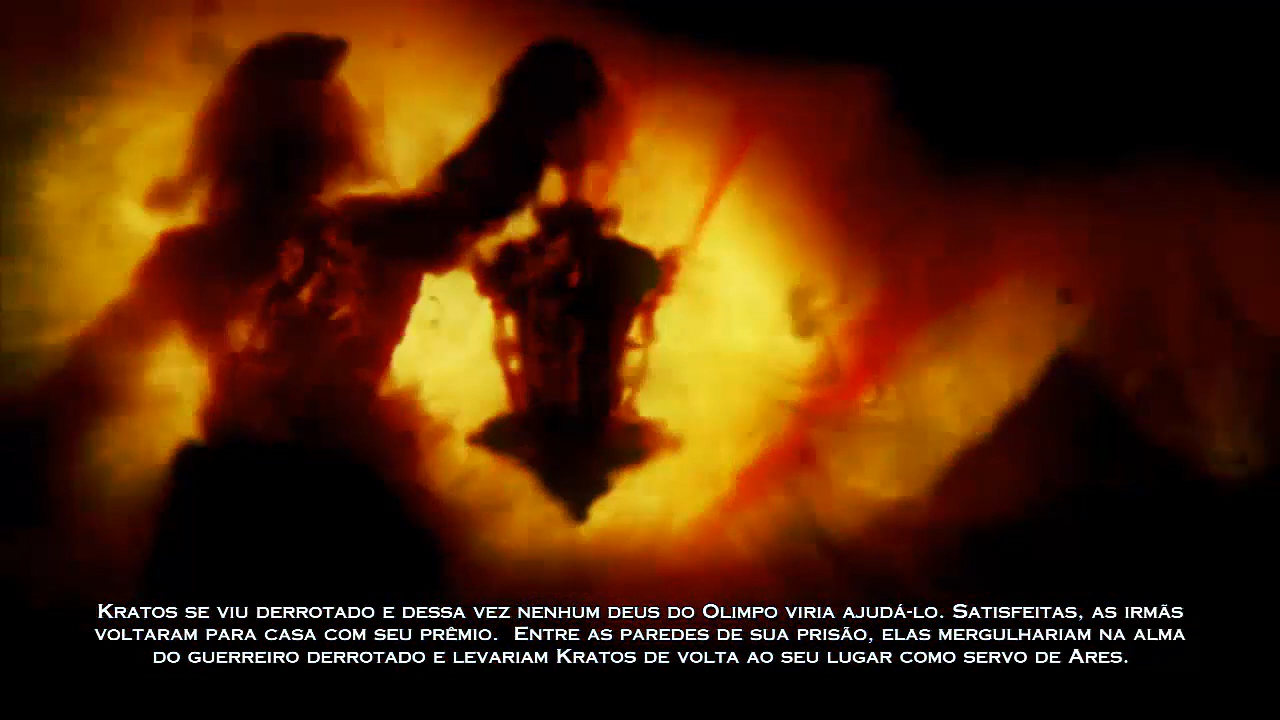 Kratos se viu derrotado e dessa vez nenhum deus do Olimpo viria ajudá-lo. Satisfeitas, as irmãs
voltaram para casa com seu prêmio.  Entre as paredes de sua prisão, elas mergulhariam na alma
do guerreiro derrotado e levariam Kratos de volta ao seu lugar como servo de Ares.